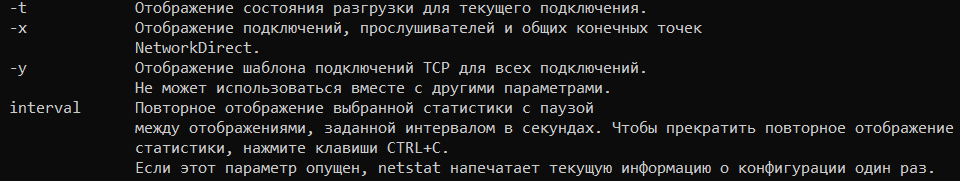 -t Отображение состояния разгрузки для текущего подключения.
-x Отображение подключений, прослушивателей и общих конечных точек
NetworkDirect.
-y Отображение шаблона подключений TCP для всех подключений.
Не может использоваться вместе с другими параметрами.
interval Повторное отображение выбранной статистики с паузой
между отображениями, заданной интервалом в секундах. Чтобы прекратить повторное отображение
статистики, нажмите клавиши CTRL+C.
Если этот параметр опущен, netstat напечатает текущую информацию о конфигурации один раз.